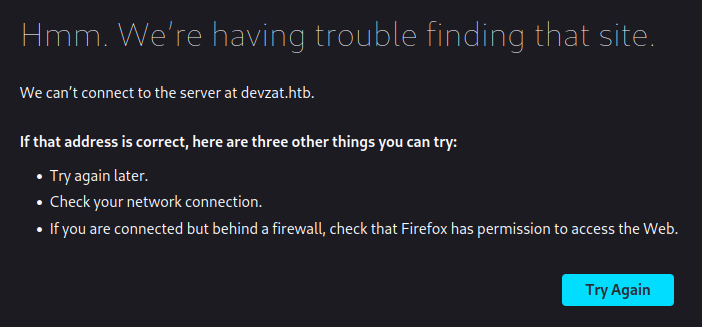 Hmm. We're having trouble finding that site.
We can't connect to the server at devzat.htb.
If that address is correct, here are three other things you can try:
• Try again later.
• Check your network connection.
• If you are connected but behind a firewall, check that Firefox has permission to access the Web.
Try Again